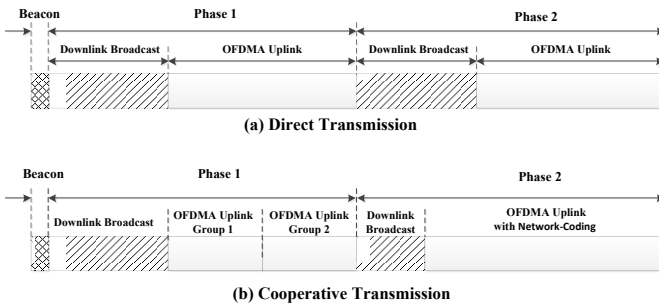 Beacon
Phase 1
Phase 2
Downlink Broadcast
OFDMA Uplink
Downlink Broadcast
OFDMA Uplink
(a) Direct Transmission
Beacon
Phase 1
Phase 2
Downlink Broadcast
OFDMA Uplink
Group 1
OFDMA Uplink
Group 2
Downlink
Broadcast
OFDMA Uplink
with Network-Coding
(b) Cooperative Transmission